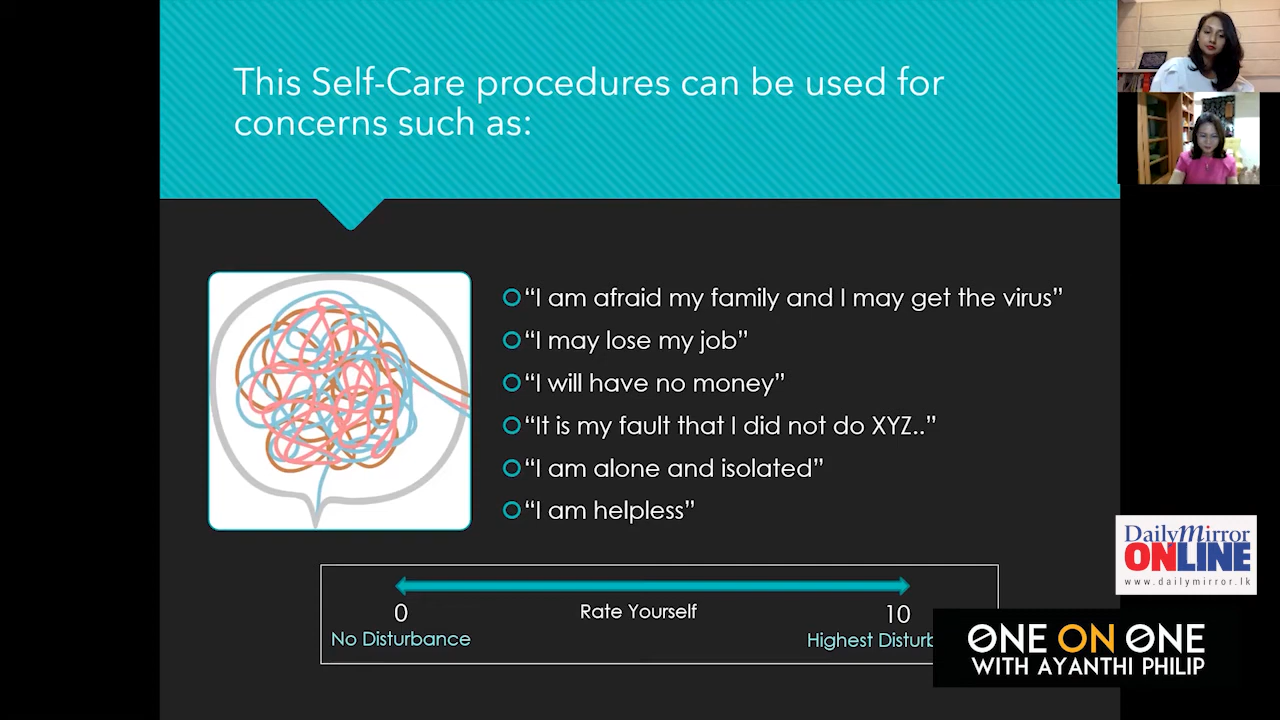 This Self-Care procedures can be used for
concerns such as:
“I am afraid my family and I may get the virus”
“I may lose my job”
“I will have no money”
“It is my fault that I did not do XYZ..”
“I am alone and isolated”
“I am helpless”
0
Rate Yourself
10
No Disturbance
Highest Disturb
Daily Mirror
ONLINE
www.dailymirror.lk
ONE ON ONE
WITH AYANTHI PHILIP